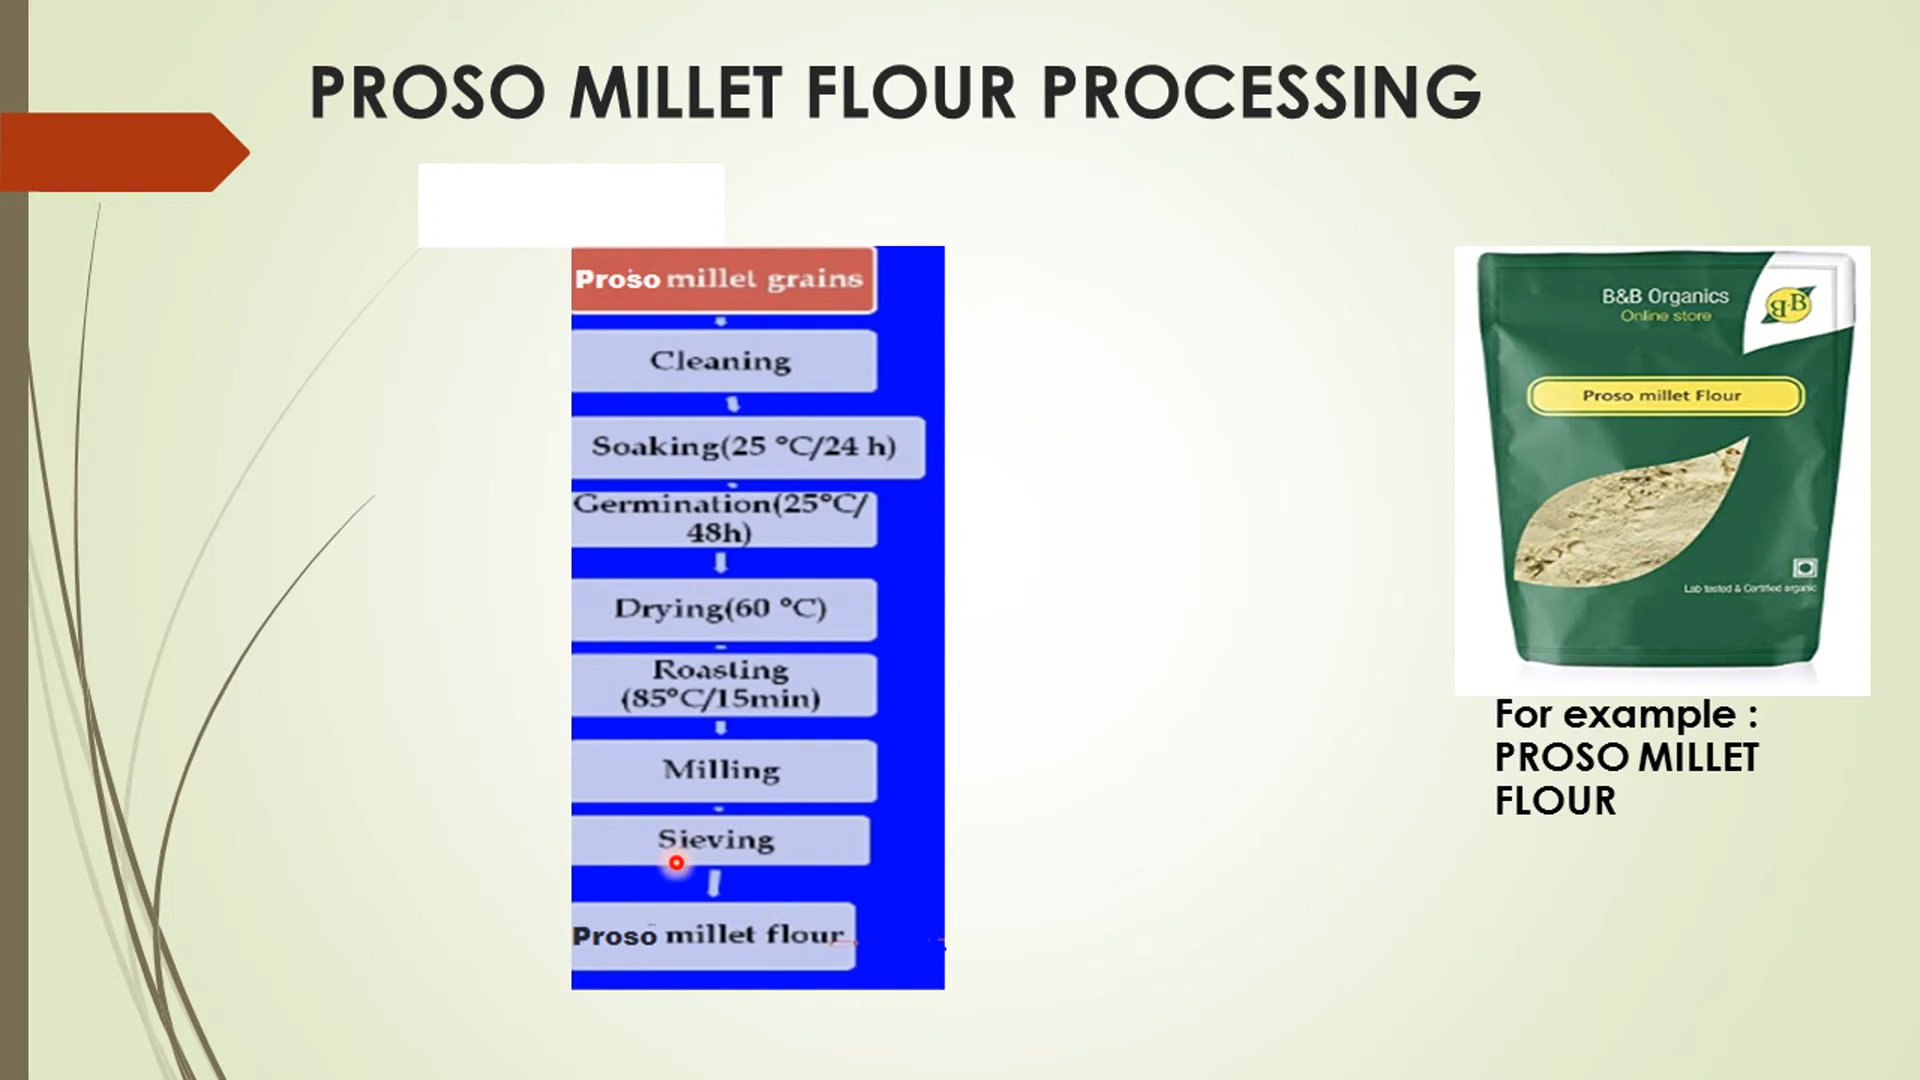 PROSO MILLET FLOUR PROCESSING
Proso millet grains
Cleaning
Soaking(25 °C/24 h)
Germination(25°C/
48h)
Drying(60 °C)
Roasting
(85°C/15min)
Milling
Sieving
Proso millet flour
B&B Organics
Online store
B
B
Proso millet Flour
Lab tested & Certified organic
For example :
PROSO MILLET
FLOUR